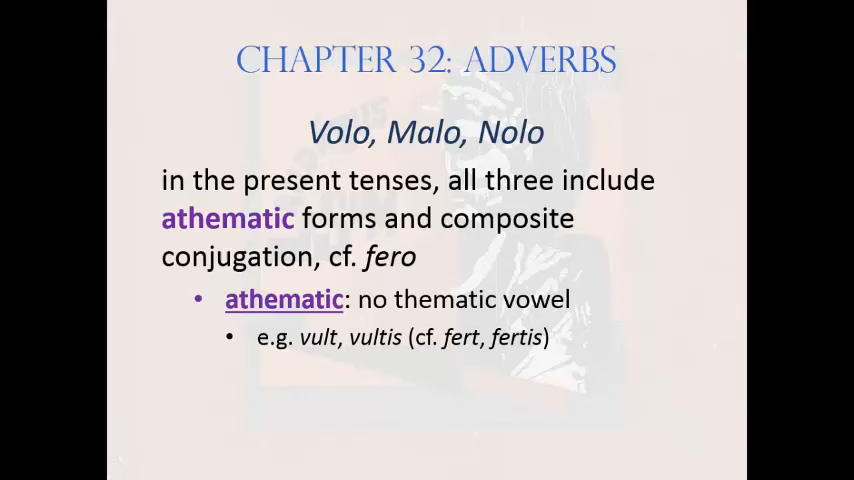 CHAPTER 32: ADVERBS
Volo, Malo, Nolo
in the present tenses, all three include
athematic forms and composite
conjugation, cf. fero
• athematic: no thematic vowel
• e.g. vult, vultis (cf. fert, fertis)